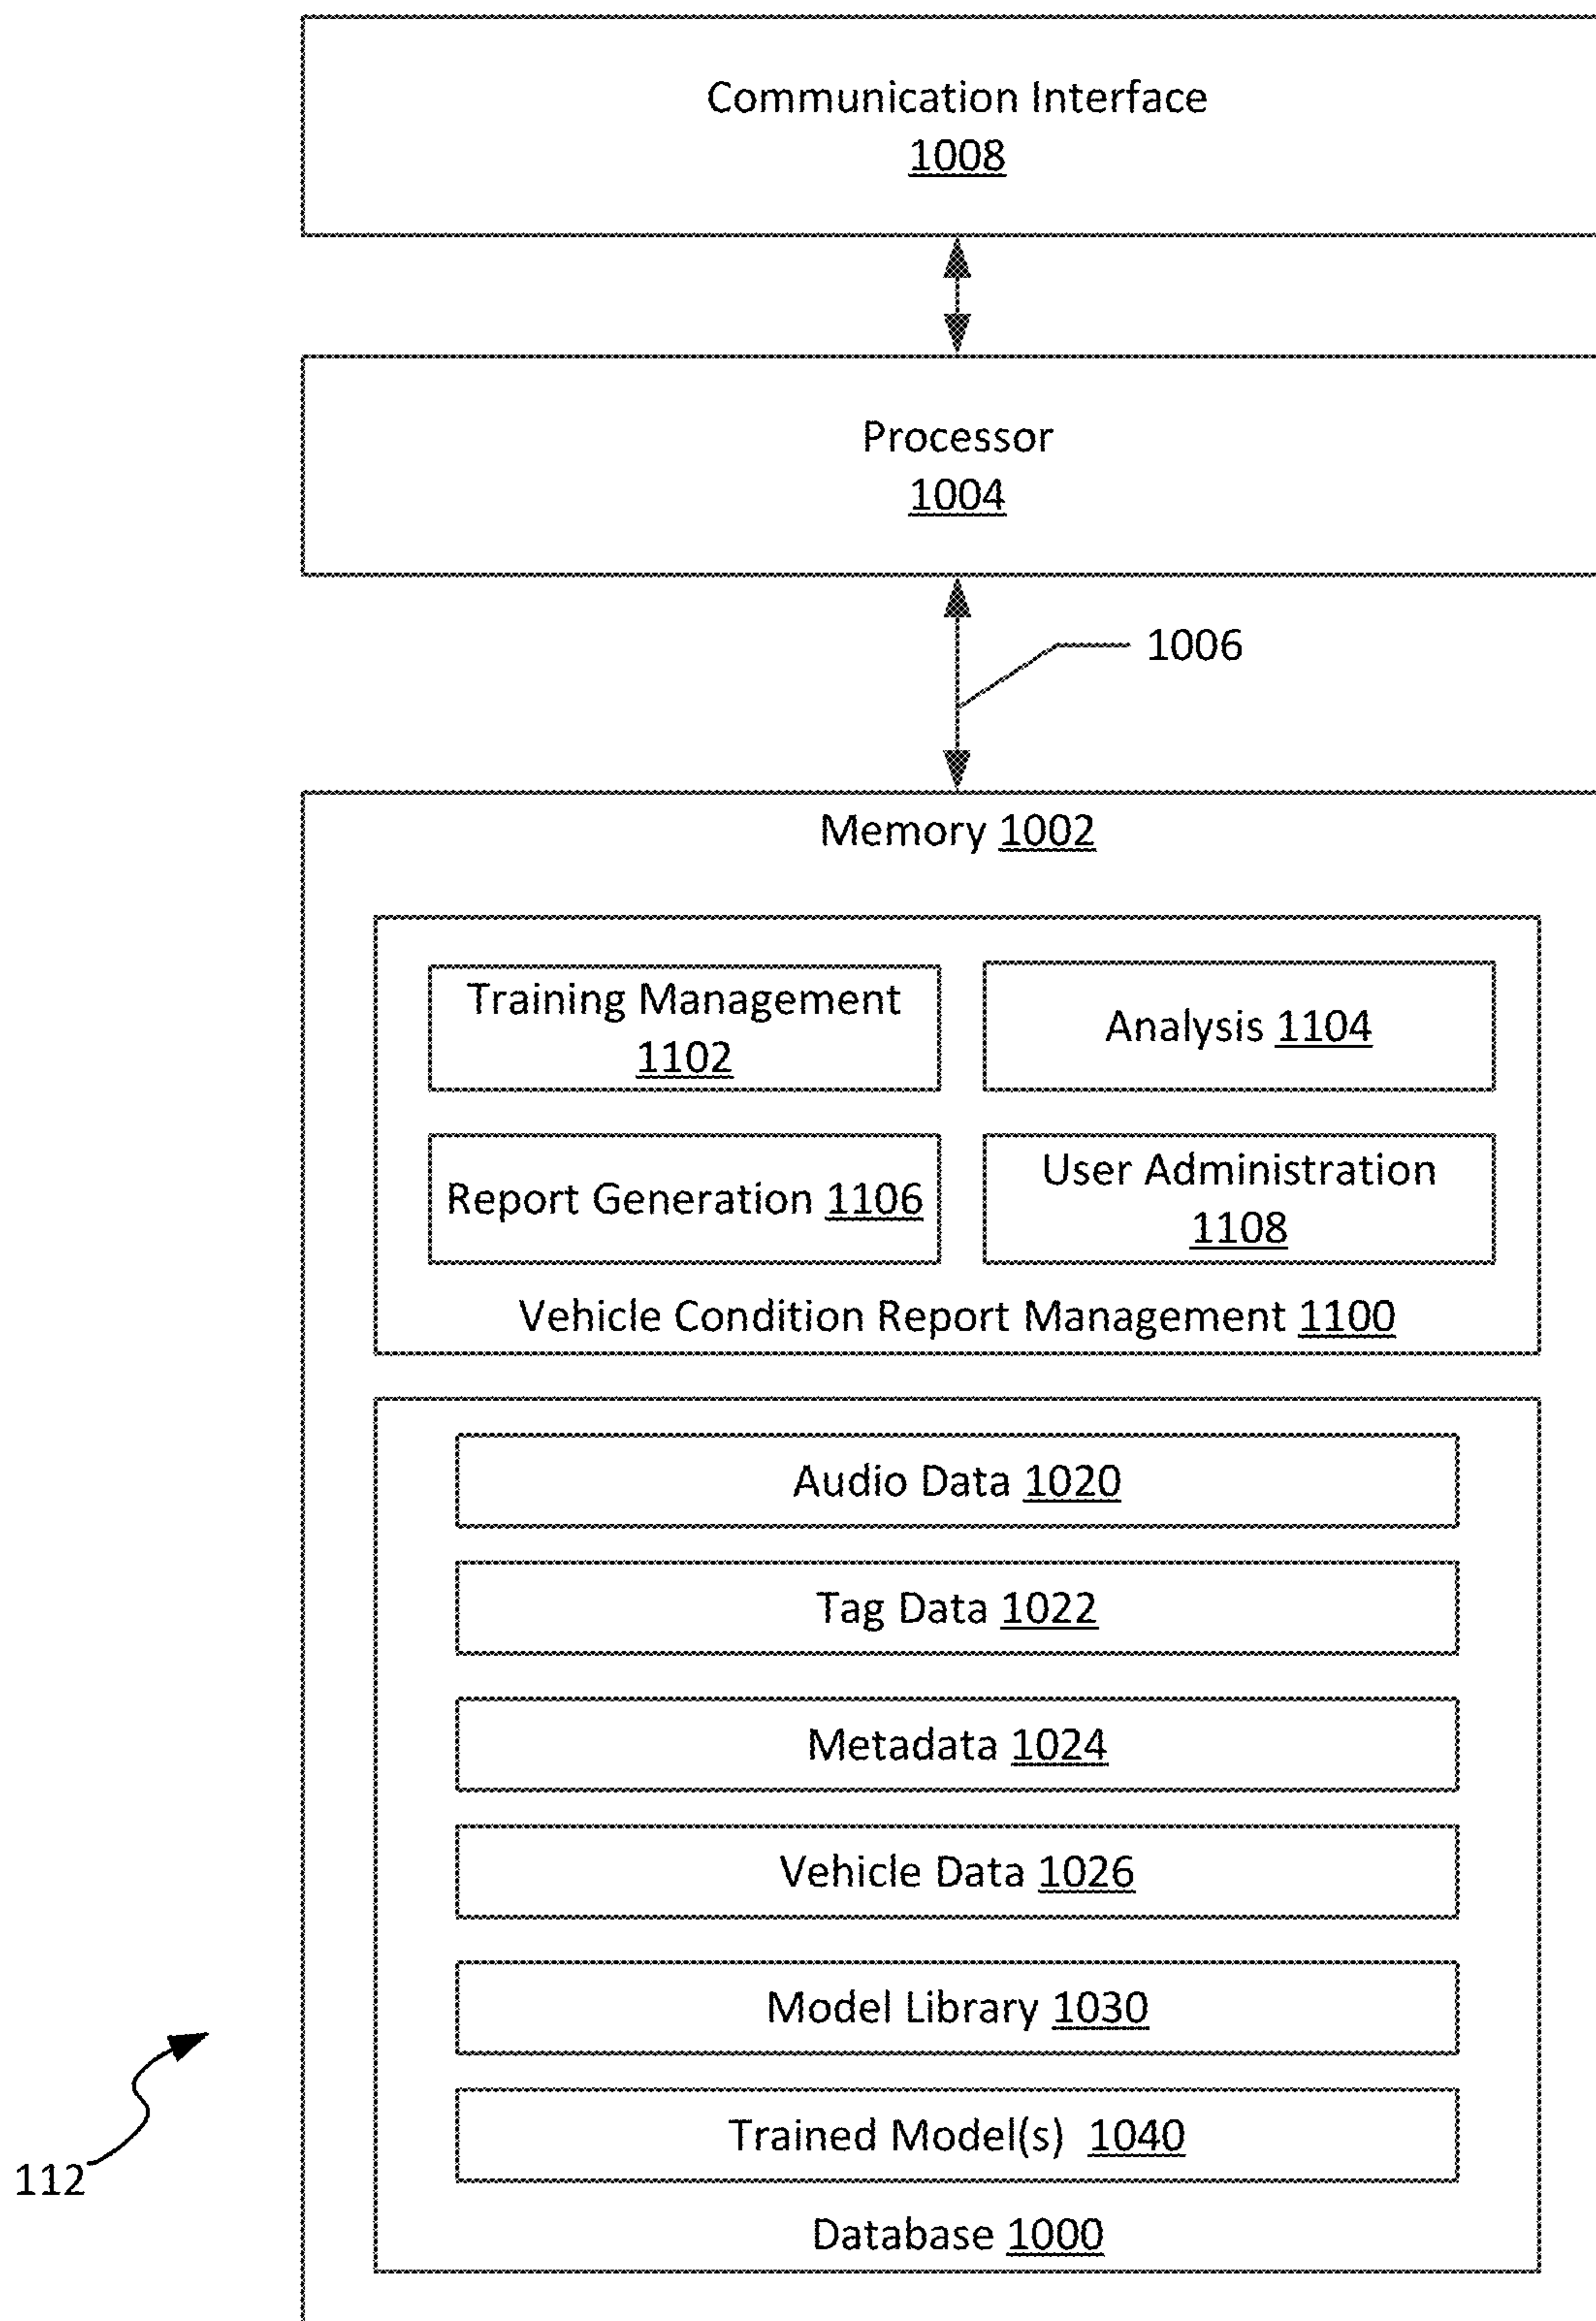 Communication Interface
1008
Processor
1004
1006
Memory 1002
Training Management
1102
Analysis 1104
Report Generation 1106
User Administration
1108
Vehicle Condition Report Management 1100
Audio Data 1020
Tag Data 1022
Metadata 1024
Vehicle Data 1026
Model Library 1030
Trained Model(s) 1040
Database 1000
112